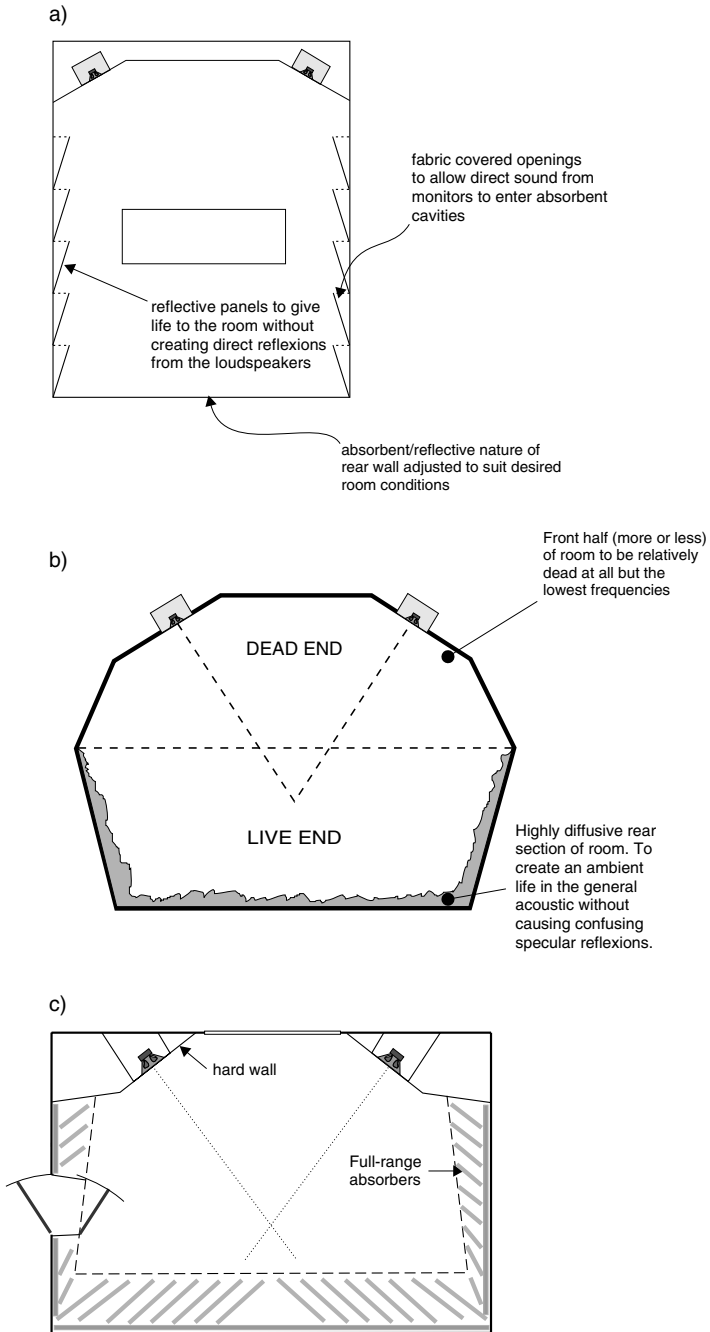 a)
fabric covered openings
to allow direct sound from
monitors to enter absorbent
cavities
reflective panels to give
life to the room without
creating direct reflexions
from the loudspeakers
absorbent/reflective nature of
rear wall adjusted to suit desired
room conditions
b)
Front half (more or less)
of room to be relatively
dead at all but the
lowest frequencies
DEAD END
LIVE END
Highly diffusive rear
section of room. To
create an ambient
life in the general
acoustic without
causing confusing
specular reflexions.
c)
hard wall
Full-range
absorbers